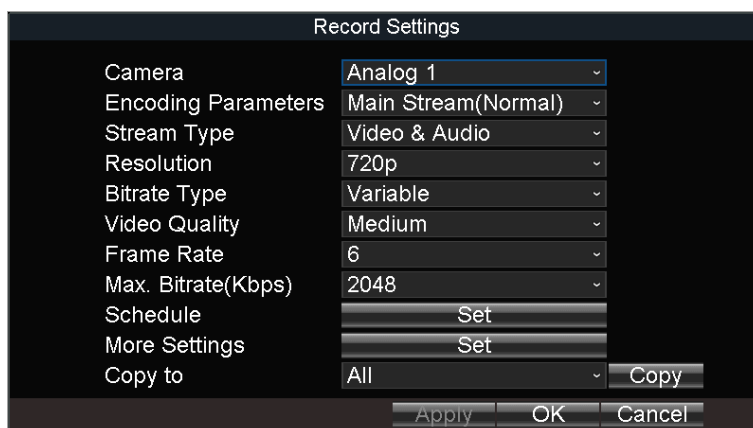 Record Settings
Camera Analog 1
Encoding Parameters Main Stream(Normal)
Stream Type Video & Audio
Resolution 720p
Bitrate Type Variable
Video Quality Medium
Frame Rate 6
Max. Bitrate(Kbps) 2048
Schedule Set
More Settings Set
Copy to All Copy
Apply OK Cancel